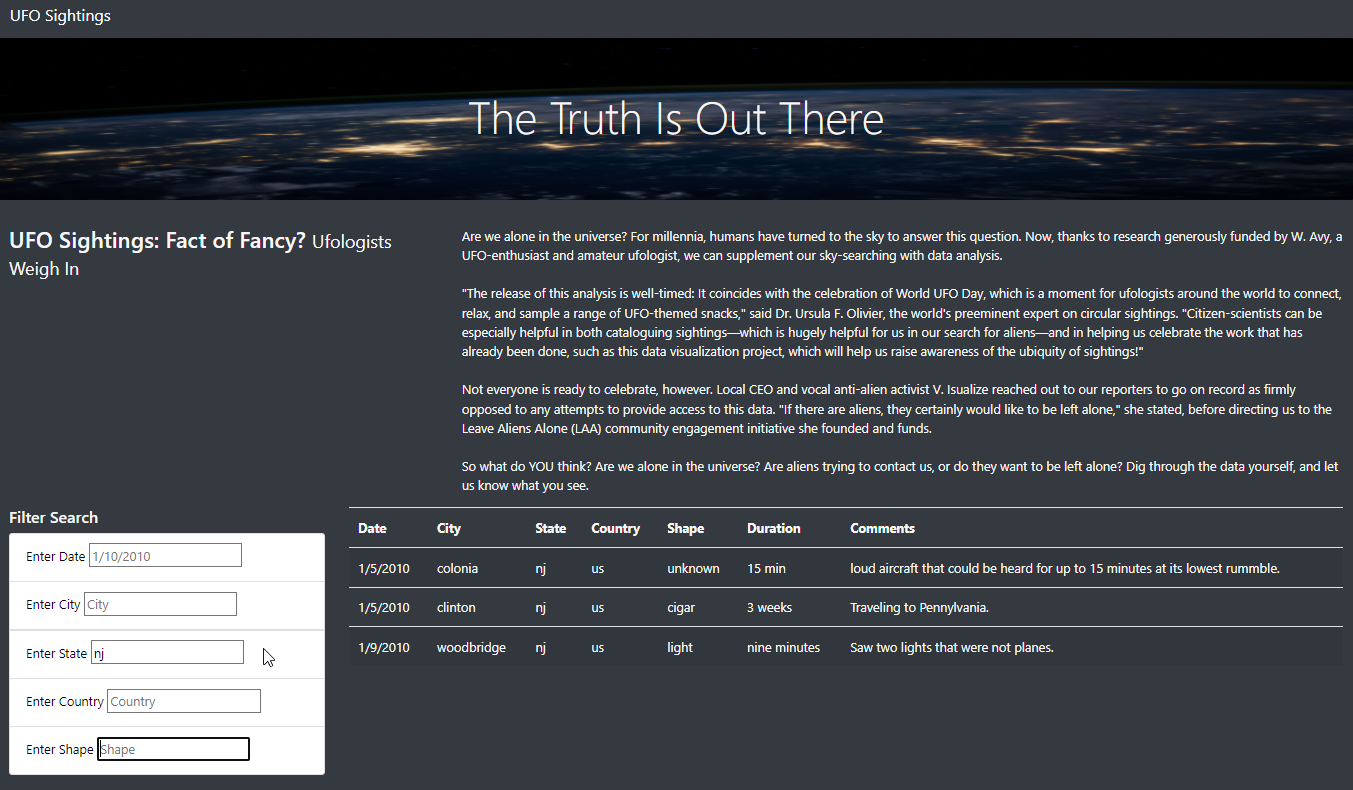 UFO Sightings
The Truth Is Out There
UFO Sightings: Fact of Fancy? Ufologists
Weigh In
Are we alone in the universe? For millennia, humans have turned to the sky to answer this question. Now, thanks to research generously funded by W. Avy, a
UFO-enthusiast and amateur ufologist, we can supplement our sky-searching with data analysis.
"The release of this analysis is well-timed: It coincides with the celebration of World UFO Day, which is a moment for ufologists around the world to connect,
relax, and sample a range of UFO-themed snacks," said Dr. Ursula F. Olivier, the world's preeminent expert on circular sightings. "Citizen-scientists can be
especially helpful in both cataloguing sightings—which is hugely helpful for us in our search for aliens—and in helping us celebrate the work that has
already been done, such as this data visualization project, which will help us raise awareness of the ubiquity of sightings!"
Not everyone is ready to celebrate, however. Local CEO and vocal anti-alien activist V. Isualize reached out to our reporters to go on record as firmly
opposed to any attempts to provide access to this data. "If there are aliens, they certainly would like to be left alone," she stated, before directing us to the
Leave Aliens Alone (LAA) community engagement initiative she founded and funds.
So what do YOU think? Are we alone in the universe? Are aliens trying to contact us, or do they want to be left alone? Dig through the data yourself, and let
us know what you see.
Filter Search
Enter Date 1/10/2010
Enter City City
Enter State nj
Enter Country Country
Enter Shape Shape
Date City State Country Shape Duration Comments
1/5/2010 colonia nj us unknown 15 min loud aircraft that could be heard for up to 15 minutes at its lowest rummble.
1/5/2010 clinton nj us cigar 3 weeks Traveling to Pennylvania.
1/9/2010 woodbridge nj us light nine minutes Saw two lights that were not planes.